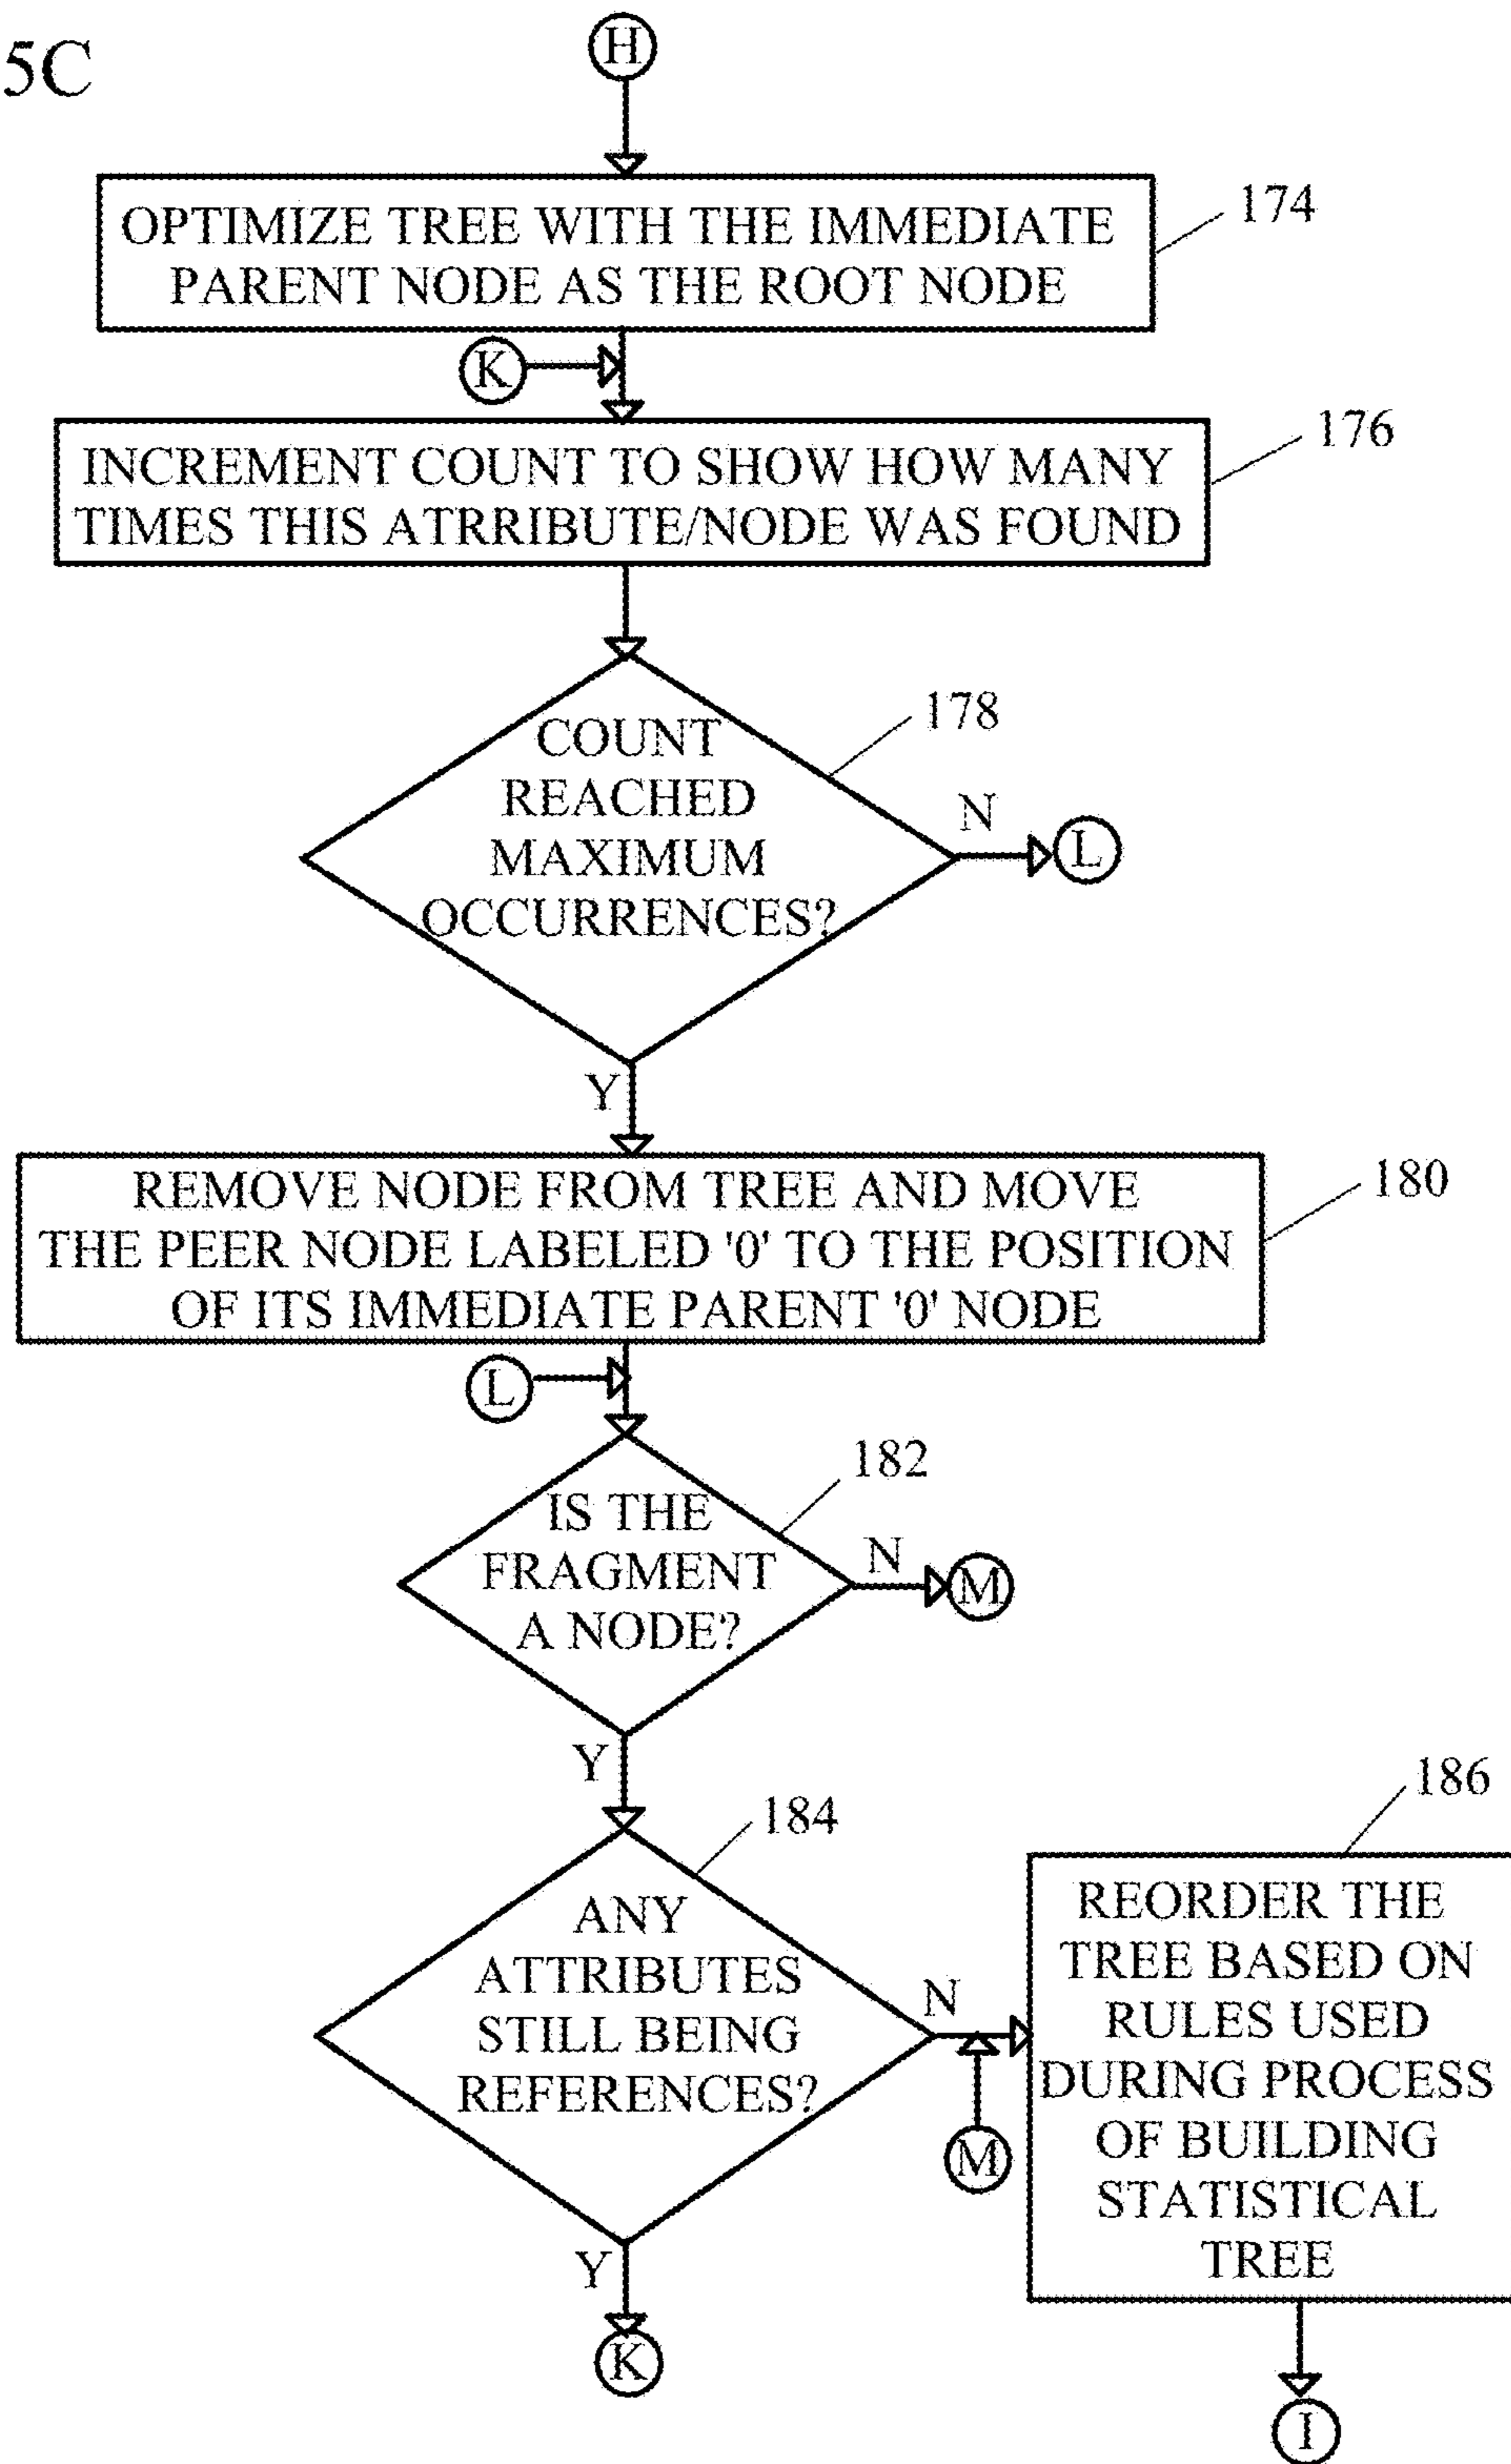 5C
H
OPTIMIZE TREE WITH THE IMMEDIATE
PARENT NODE AS THE ROOT NODE
174
K
INCREMENT COUNT TO SHOW HOW MANY
TIMES THIS ATRRIBUTE/NODE WAS FOUND
176
COUNT
REACHED
MAXIMUM
OCCURRENCES?
178
N
L
Y
REMOVE NODE FROM TREE AND MOVE
THE PEER NODE LABELED '0' TO THE POSITION
OF ITS IMMEDIATE PARENT '0' NODE
180
L
IS THE
FRAGMENT
A NODE?
182
N
M
Y
ANY
ATTRIBUTES
STILL BEING
REFERENCES?
184
N
M
Y
K
REORDER THE
TREE BASED ON
RULES USED
DURING PROCESS
OF BUILDING
STATISTICAL
TREE
186
I